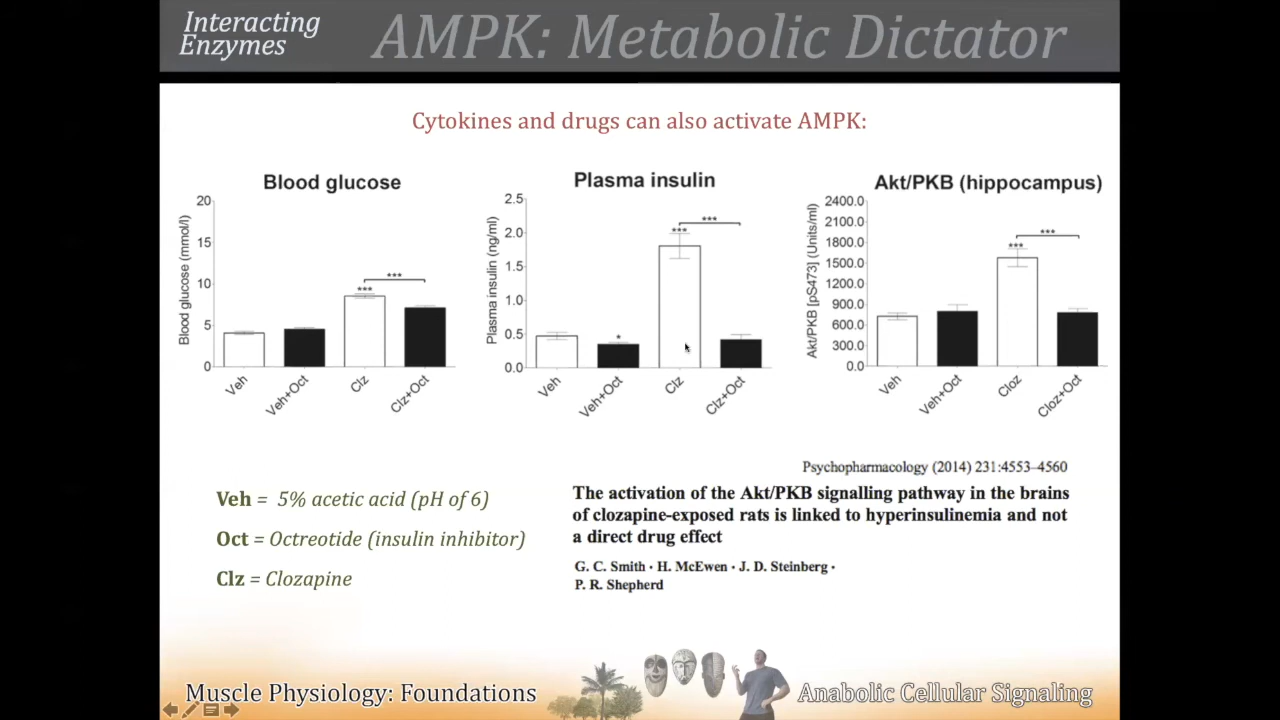 Interacting
Enzymes
AMPK: Metabolic Dictator
Cytokines and drugs can also activate AMPK:
Blood glucose
Blood glucose (mmol/l)
20
15
10
5
0
***
***
Veh
Veh+Oct
Clz
Clz+Oct
Plasma insulin
Plasma insulin (ng/ml)
2.5
2.0
1.5
1.0
0.5
0.0
*
***
***
Veh
Veh+Oct
Clz
Clz+Oct
Akt/PKB (hippocampus)
Akt/PKB [pS473] (Units/ml)
2400.0
2100.0
1800.0
1500.0
1200.0
900.0
600.0
300.0
0.0
***
***
Veh
Veh+Oct
Cloz
Cloz+Oct
Veh = 5% acetic acid (pH of 6)
Oct = Octreotide (insulin inhibitor)
Clz = Clozapine
Psychopharmacology (2014) 231:4553–4560
The activation of the Akt/PKB signalling pathway in the brains
of clozapine-exposed rats is linked to hyperinsulinemia and not
a direct drug effect
G. C. Smith · H. McEwen · J. D. Steinberg ·
P. R. Shepherd
Muscle Physiology: Foundations
Anabolic Cellular Signaling